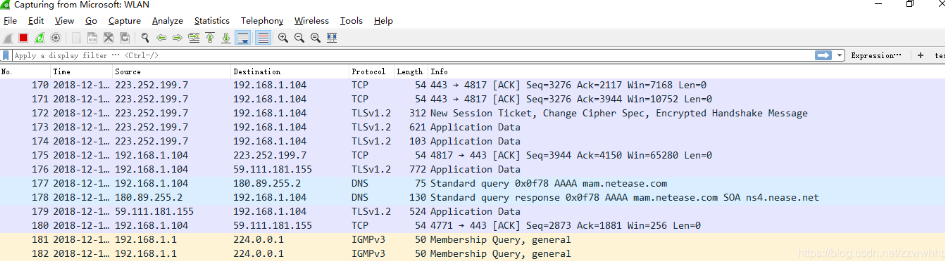 Capturing from Microsoft: WLAN
File Edit View Go Capture Analyze Statistics Telephony Wireless Tools Help
Apply a display filter … <Ctrl-/> Expression… +
No. Time Source Destination Protocol Length Info
170 2018-12-1… 223.252.199.7 192.168.1.104 TCP 54 443 → 4817 [ACK] Seq=3276 Ack=2117 Win=7168 Len=0
171 2018-12-1… 223.252.199.7 192.168.1.104 TCP 54 443 → 4817 [ACK] Seq=3276 Ack=3944 Win=10752 Len=0
172 2018-12-1… 223.252.199.7 192.168.1.104 TLSv1.2 312 New Session Ticket, Change Cipher Spec, Encrypted Handshake Message
173 2018-12-1… 223.252.199.7 192.168.1.104 TLSv1.2 621 Application Data
174 2018-12-1… 223.252.199.7 192.168.1.104 TLSv1.2 103 Application Data
175 2018-12-1… 192.168.1.104 223.252.199.7 TCP 54 4817 → 443 [ACK] Seq=3944 Ack=4150 Win=65280 Len=0
176 2018-12-1… 192.168.1.104 59.111.181.155 TLSv1.2 772 Application Data
177 2018-12-1… 192.168.1.104 180.89.255.2 DNS 75 Standard query 0x0f78 AAAA mam.netease.com
178 2018-12-1… 180.89.255.2 192.168.1.104 DNS 130 Standard query response 0x0f78 AAAA mam.netease.com SOA ns4.nease.net
179 2018-12-1… 59.111.181.155 192.168.1.104 TLSv1.2 524 Application Data
180 2018-12-1… 192.168.1.104 59.111.181.155 TCP 54 4771 → 443 [ACK] Seq=2873 Ack=1881 Win=256 Len=0
181 2018-12-1… 192.168.1.1 224.0.0.1 IGMPv3 50 Membership Query, general
182 2018-12-1… 192.168.1.1 224.0.0.1 IGMPv3 50 Membership Query, general